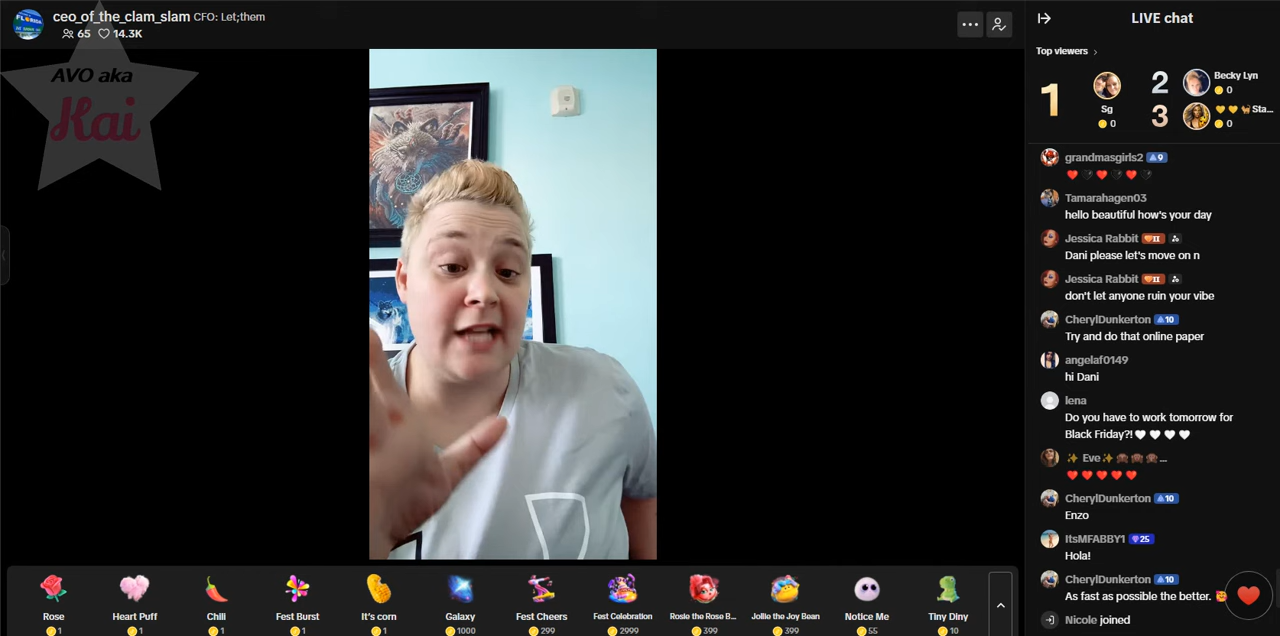 ceo_of_the_clam_slam CFO: Let;them
65 14.3K
AVO aka
Kai
LIVE chat
Top viewers
1
Sg
0
2
Becky Lyn
0
3
Sta...
0
grandmasgirls2 9
Tamarahagen03
hello beautiful how's your day
Jessica Rabbit II
Dani please let's move on n
Jessica Rabbit II
don't let anyone ruin your vibe
CherylDunkerton 10
Try and do that online paper
angelaf0149
hi Dani
lena
Do you have to work tomorrow for
Black Friday?!🤍🤍🤍🤍
✨ Eve✨🙈🙈🙈...
❤️❤️❤️❤️❤️
CherylDunkerton 10
Enzo
ItsMFABBY1 25
Hola!
CherylDunkerton 10
As fast as possible the better. 🥰
Nicole joined
Rose
1
Heart Puff
1
Chili
1
Fest Burst
1
It's corn
1
Galaxy
1000
Fest Cheers
299
Fest Celebration
2999
Rosie the Rose B...
399
Jollie the Joy Bean
399
Notice Me
55
Tiny Diny
10